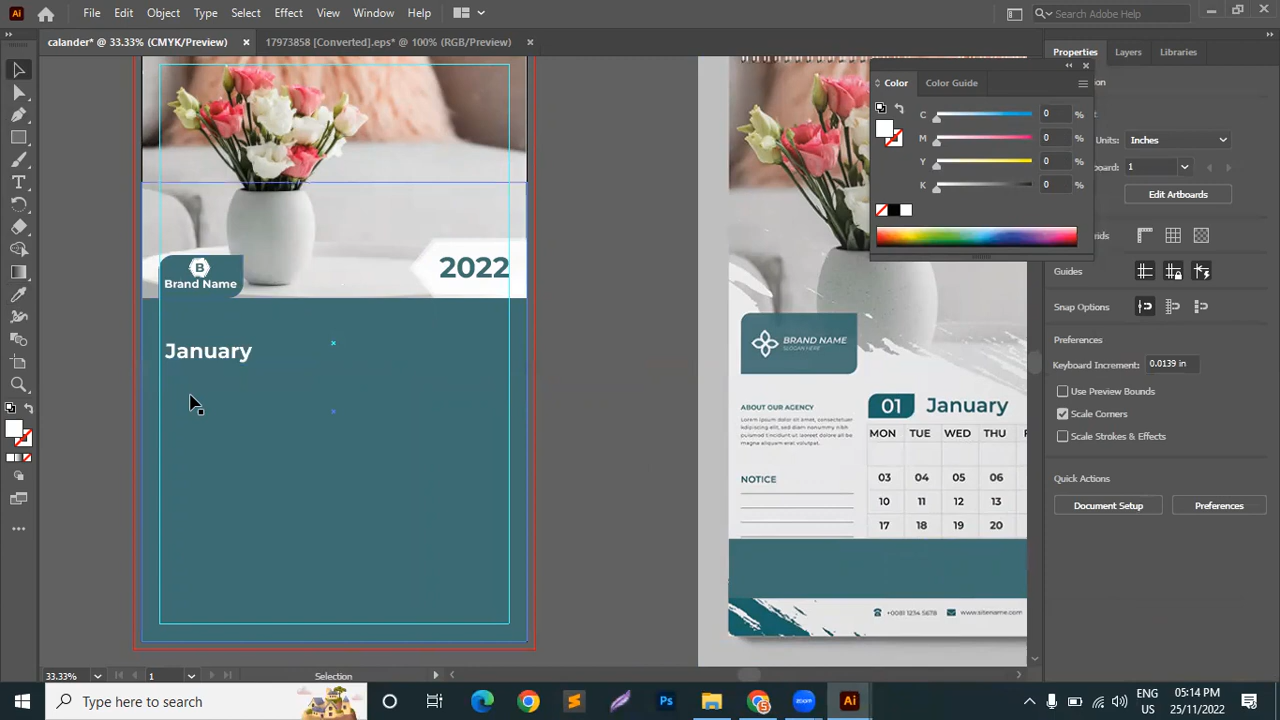 Ai File Edit Object Type Select Effect View Window Help Search Adobe Help
calander* @ 33.33% (CMYK/Preview) × 17973858 [Converted].eps* @ 100% (RGB/Preview) ×
Properties Layers Libraries
Color Color Guide
C 0 %
M 0 %
Y 0 %
K 0 %
Units: Inches
1
Edit Artboards
Guides
Snap Options
Preferences
Keyboard Increment: 0.0139 in
Use Preview Bounds
Scale Corners
Scale Strokes & Effects
Quick Actions
Document Setup Preferences
B
Brand Name
2022
January
BRAND NAME
SLOGAN HERE
01 January
ABOUT OUR AGENCY
NOTICE
MON TUE WED THU
03 04 05 06
10 11 12 13
17 18 19 20
+0081 1234 5678 www.sitename.com
33.33% 1 Selection
Type here to search
Ps
5
zoom
Ai
ENG
US
05:14 PM
25/11/2022